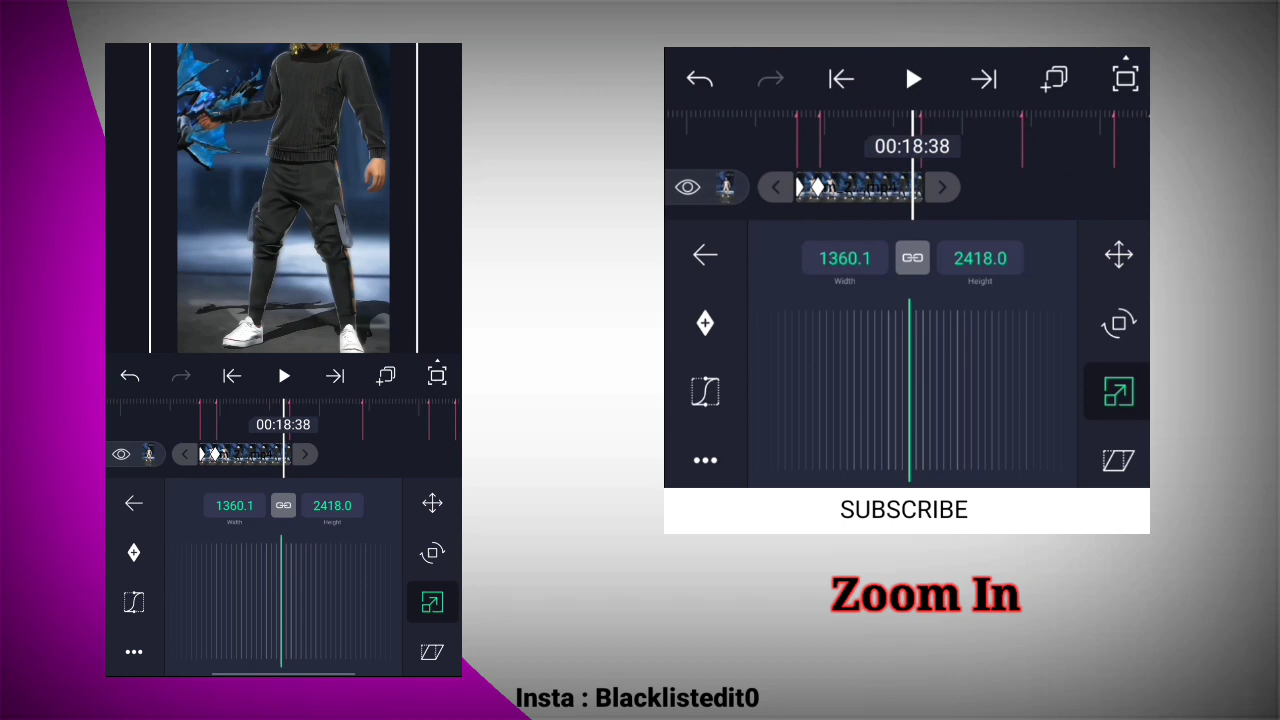 00:18:38
1360.1
2418.0
Width
Height
00:18:38
1360.1
2418.0
Width
Height
SUBSCRIBE
Zoom In
Insta : Blacklistedit0